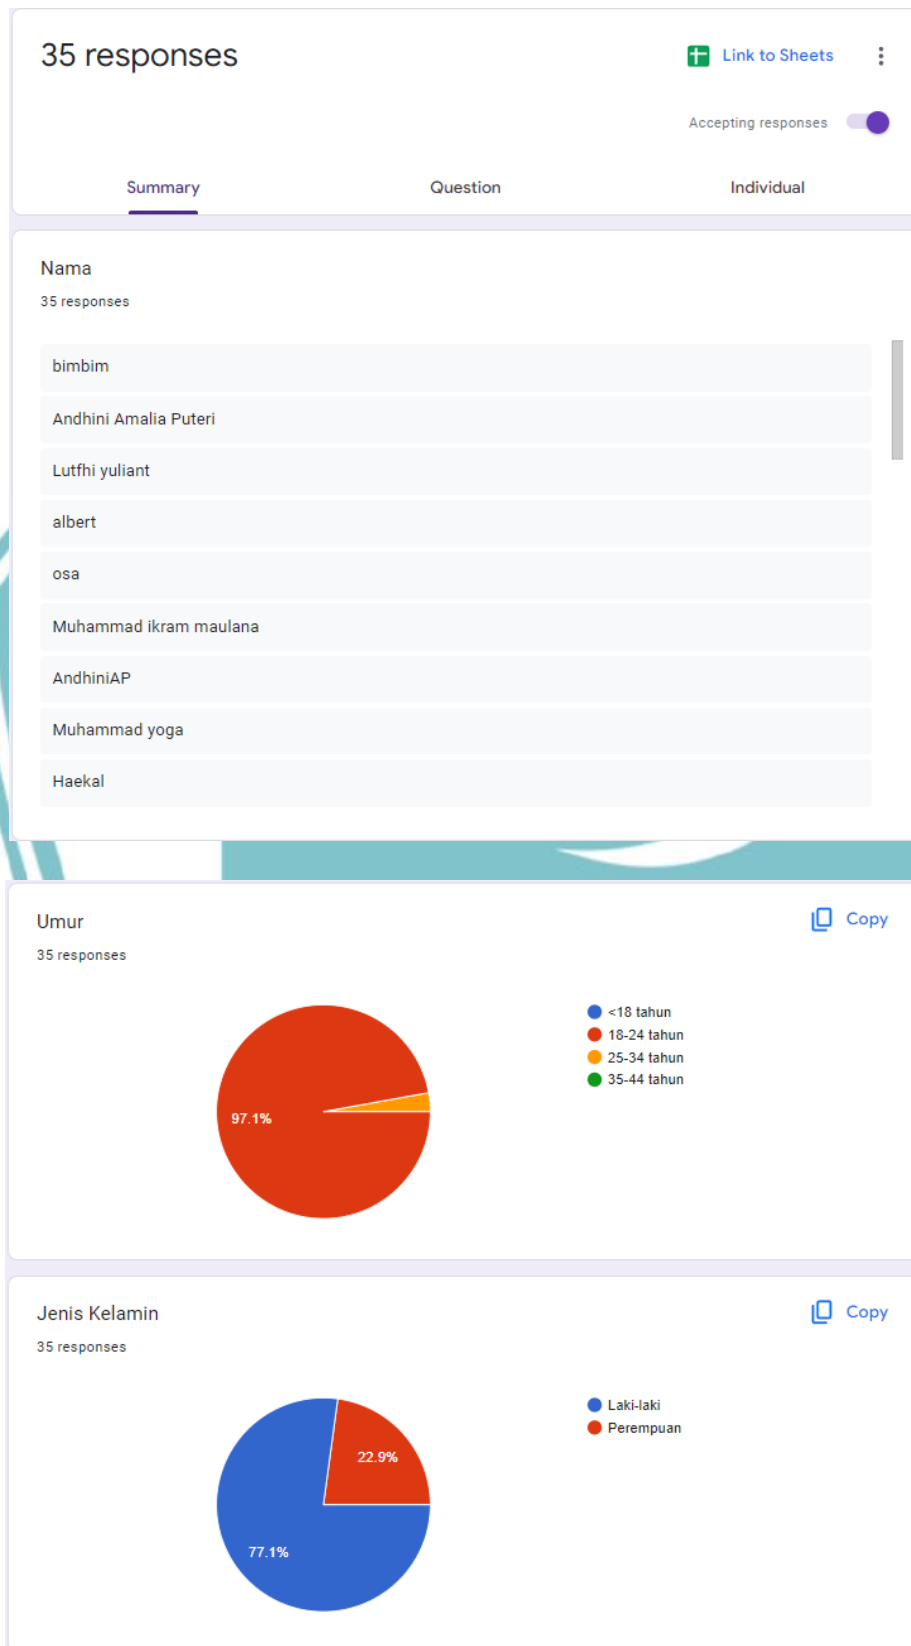 35 responses
Link to Sheets
Accepting responses
Summary
Question
Individual
Nama
35 responses
bimbim
Andhini Amalia Puteri
Lutfhi yuliant
albert
osa
Muhammad ikram maulana
AndhiniAP
Muhammad yoga
Haekal
Umur
Copy
35 responses
<18 tahun
18-24 tahun
25-34 tahun
35-44 tahun
97.1%
Jenis Kelamin
Copy
35 responses
Laki-laki
Perempuan
22.9%
77.1%